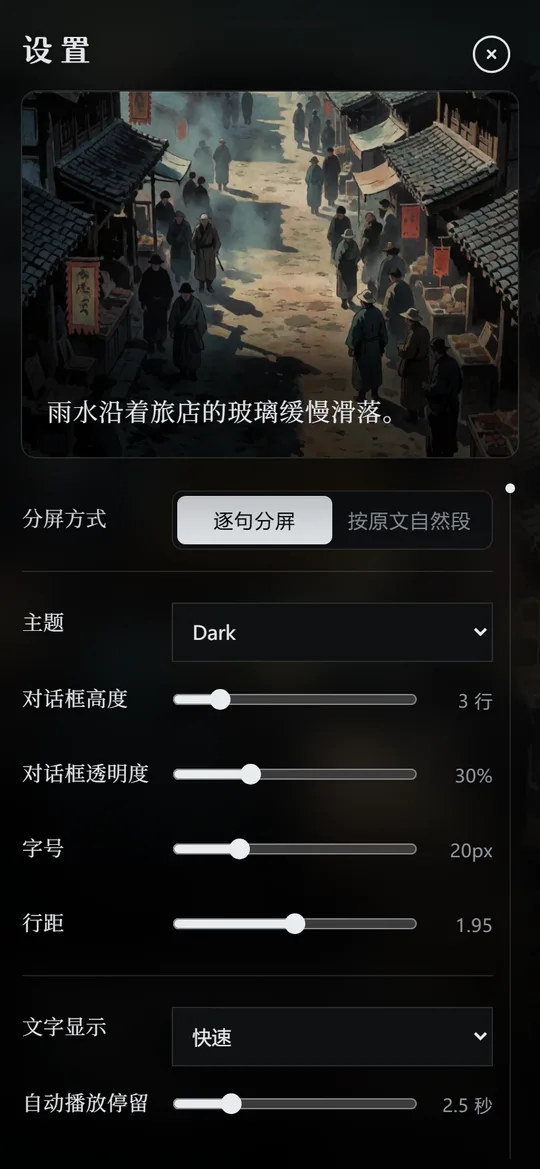 设置
雨水沿着旅店的玻璃缓慢滑落。
分屏方式 逐句分屏 按原文自然段
主题 Dark
对话框高度 3 行
对话框透明度 30%
字号 20px
行距 1.95
文字显示 快速
自动播放停留 2.5 秒